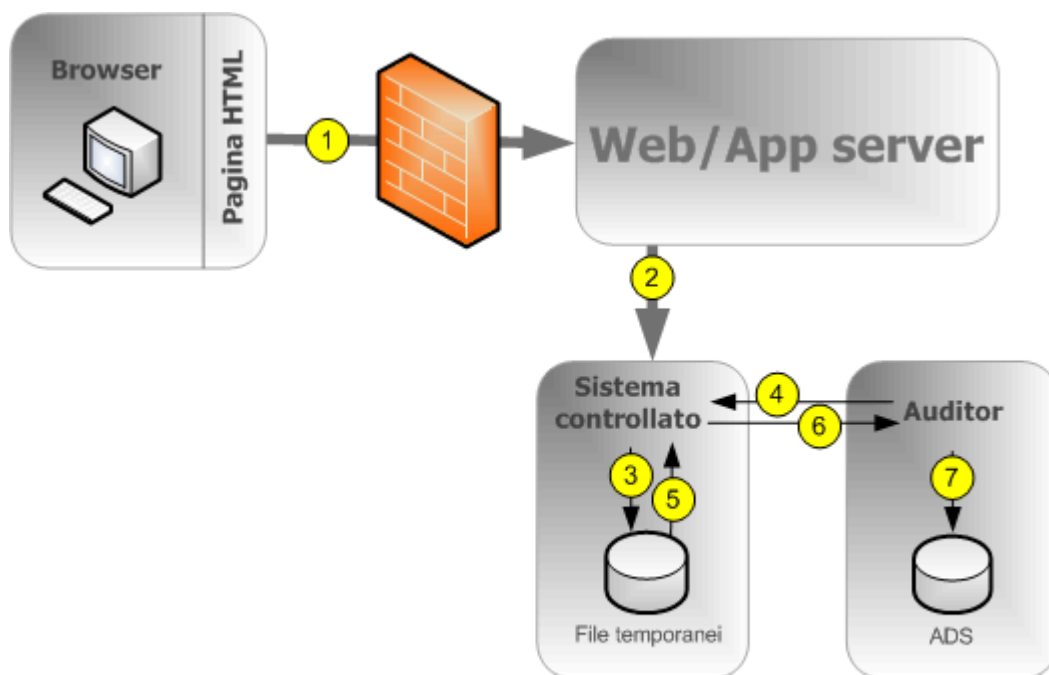 Browser
Pagina HTML
1
Web/App server
2
Sistema
controllato
4
6
Auditor
3
5
7
File temporanei
ADS